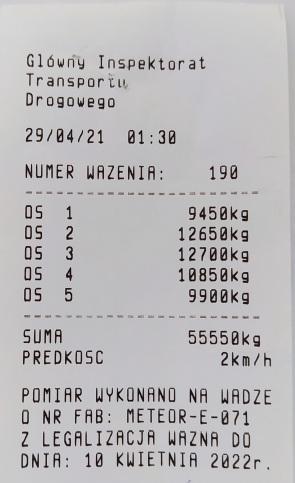 Główny Inspektorat
Transportu
Drogowego
29/04/21 01:30
NUMER WAZENIA: 190
OS 1 9450kg
OS 2 12650kg
OS 3 12700kg
OS 4 10850kg
OS 5 9900kg
SUMA 55550kg
PREDKOSC 2km/h
POMIAR WYKONANO NA WADZE
O NR FAB: METEOR-E-071
Z LEGALIZACJA WAZNA DO
DNIA: 10 KWIETNIA 2022r.